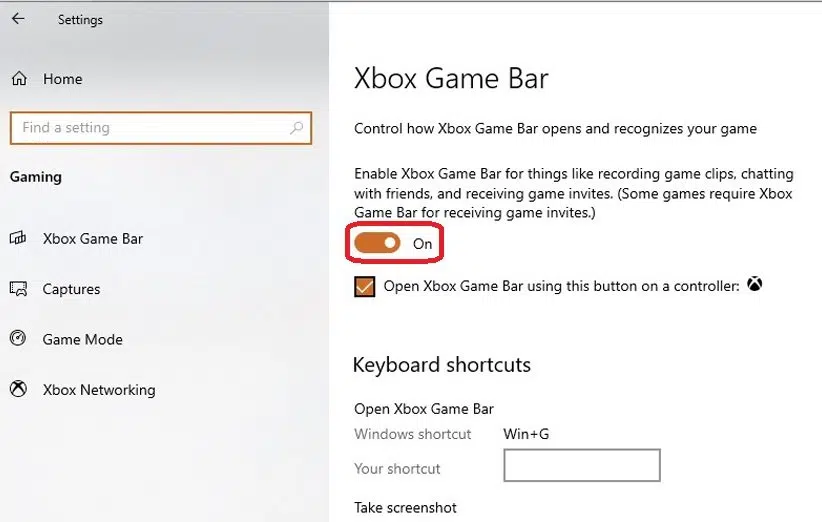 Settings
Home
Find a setting
Gaming
Xbox Game Bar
Captures
Game Mode
Xbox Networking
Xbox Game Bar
Control how Xbox Game Bar opens and recognizes your game
Enable Xbox Game Bar for things like recording game clips, chatting
with friends, and receiving game invites. (Some games require Xbox
Game Bar for receiving game invites.)
On
Open Xbox Game Bar using this button on a controller:
Keyboard shortcuts
Open Xbox Game Bar
Windows shortcut Win+G
Your shortcut
Take screenshot